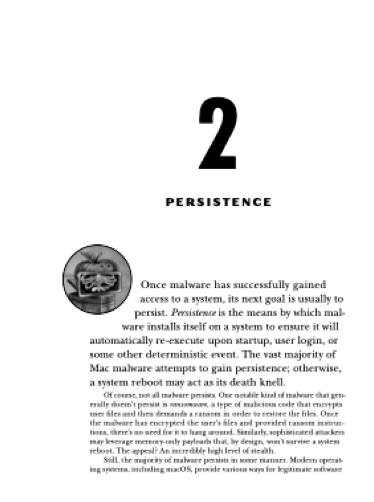 2
PERSISTENCE
Once malware has successfully gained
access to a system, its next goal is usually to
persist. Persistence is the means by which mal-
ware installs itself on a system to ensure it will
automatically re-execute upon startup, user login, or
some other deterministic event. The vast majority of
Mac malware attempts to gain persistence; otherwise,
a system reboot may act as its death knell.
Of course, not all malware persists. One notable kind of malware that gen-
erally doesn't persist is ransomware, a type of malicious code that encrypts
user files and then demands a ransom in order to restore the files. Once
the malware has encrypted the user's files and provided ransom instruc-
tions, there's no need for it to hang around. Similarly, sophisticated attackers
may leverage memory-only payloads that, by design, won't survive a system
reboot. The appeal? An incredibly high level of stealth.
Still, the majority of malware persists in some manner. Modern operat-
ing systems, including macOS, provide various ways for legitimate software